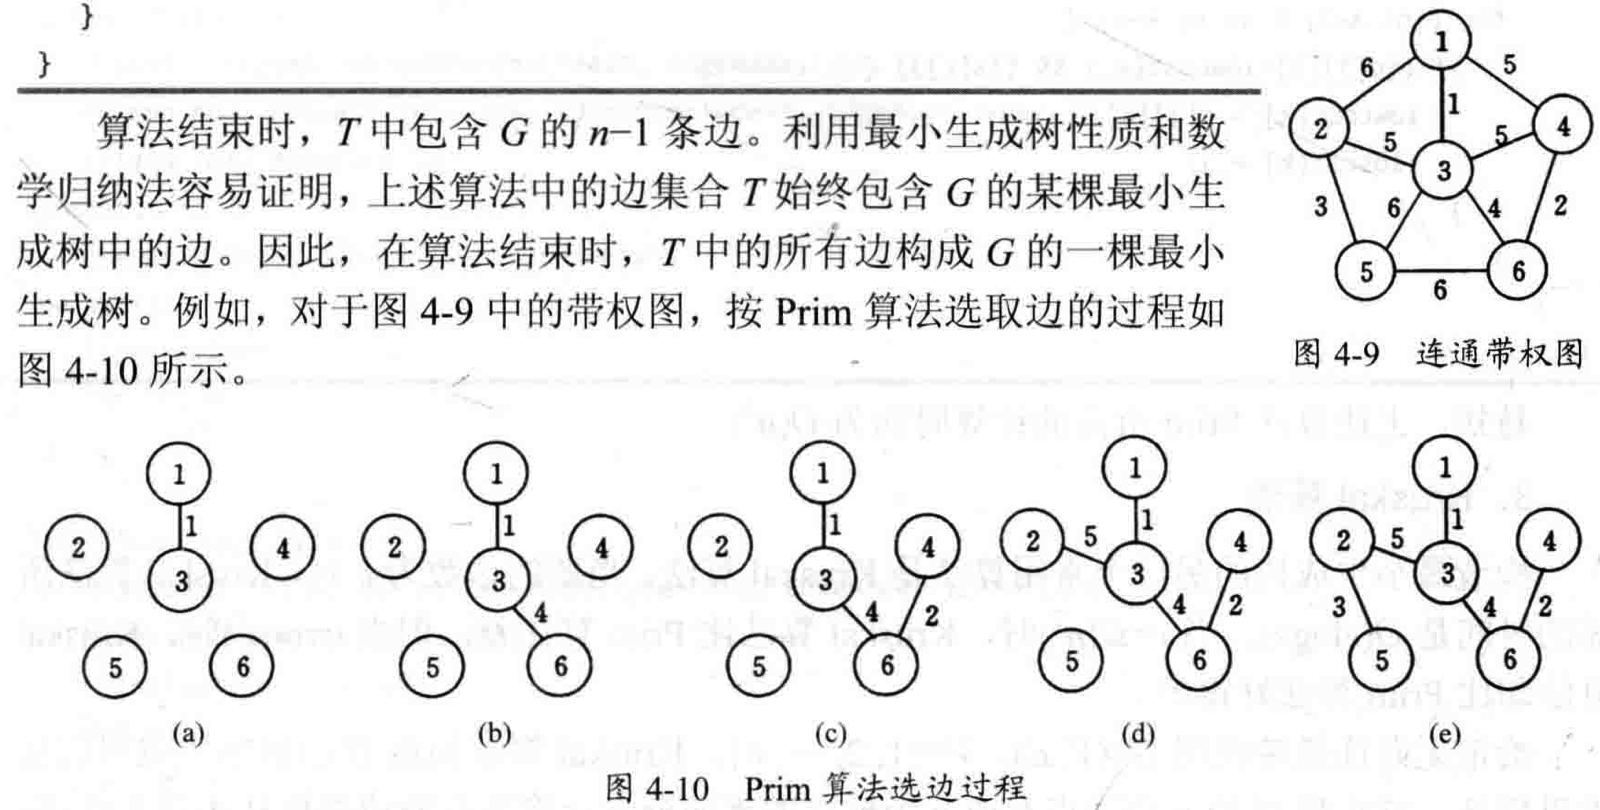 }
}
算法结束时，T 中包含 G 的 n−1 条边。利用最小生成树性质和数
学归纳法容易证明，上述算法中的边集合 T 始终包含 G 的某棵最小生
成树中的边。因此，在算法结束时，T 中的所有边构成 G 的一棵最小
生成树。例如，对于图 4-9 中的带权图，按 Prim 算法选取边的过程如
图 4-10 所示。
1
6 5
1
2 4
5 5
3
3 6 4 2
5 6
6
图 4-9 连通带权图
1
1
2 4
3
5 6
(a)
1
1
2 4
3
4
5 6
(b)
1
1
2 4
3
4 2
5 6
(c)
1
1
2 5 4
3
4 2
5 6
(d)
1
1
2 5 4
3
3 4 2
5 6
(e)
图 4-10 Prim 算法选边过程